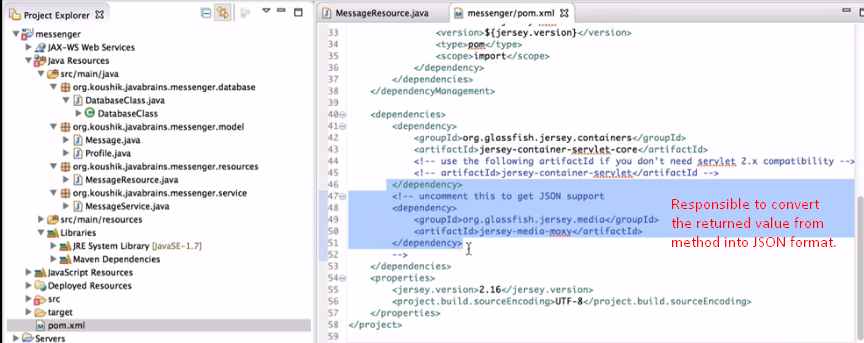 Project Explorer
messenger
JAX-WS Web Services
Java Resources
src/main/java
org.koushik.javabrains.messenger.database
DatabaseClass.java
DatabaseClass
org.koushik.javabrains.messenger.model
Message.java
Profile.java
org.koushik.javabrains.messenger.resources
MessageResource.java
org.koushik.javabrains.messenger.service
MessageService.java
src/main/resources
Libraries
JRE System Library [JavaSE-1.7]
Maven Dependencies
JavaScript Resources
Deployed Resources
src
target
pom.xml
Servers
MessageResource.java
messenger/pom.xml
33 <version>${jersey.version}</version>
34 <type>pom</type>
35 <scope>import</scope>
36 </dependency>
37 </dependencies>
38 </dependencyManagement>
39
40 <dependencies>
41 <dependency>
42 <groupId>org.glassfish.jersey.containers</groupId>
43 <artifactId>jersey-container-servlet-core</artifactId>
44 <!-- use the following artifactId if you don't need servlet 2.x compatibility -->
45 <!-- artifactId>jersey-container-servlet</artifactId -->
46 </dependency>
47 <!-- uncomment this to get JSON support
48 <dependency>
49 <groupId>org.glassfish.jersey.media</groupId>
50 <artifactId>jersey-media-moxy</artifactId>
51 </dependency>
52 -->
53 </dependencies>
54 <properties>
55 <jersey.version>2.16</jersey.version>
56 <project.build.sourceEncoding>UTF-8</project.build.sourceEncoding>
57 </properties>
58 </project>
59
Responsible to convert
the returned value from
method into JSON format.